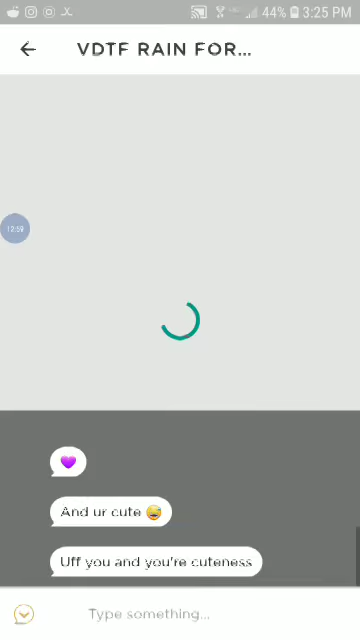 44% 3:25 PM
VDTF RAIN FOR...
12:59
💜
And ur cute 😅
Uff you and you're cuteness
Type something...